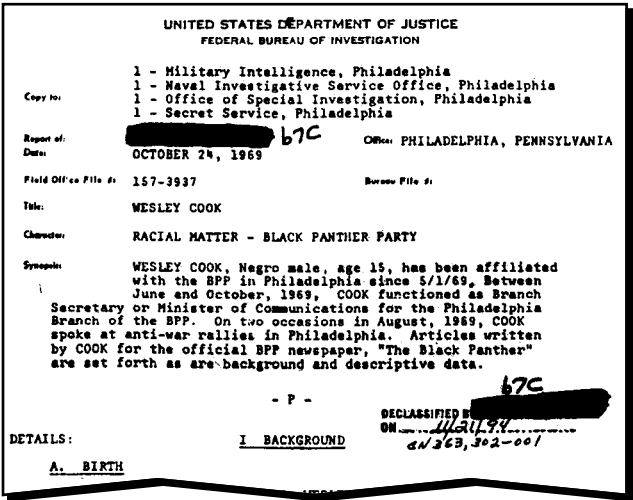 UNITED STATES DEPARTMENT OF JUSTICE
FEDERAL BUREAU OF INVESTIGATION
Copy to:
1 - Military Intelligence, Philadelphia
1 - Naval Investigative Service Office, Philadelphia
1 - Office of Special Investigation, Philadelphia
1 - Secret Service, Philadelphia
Report of: b7C Office: PHILADELPHIA, PENNSYLVANIA
Date: OCTOBER 24, 1969
Field Office File #: 157-3937 Bureau File #:
Title: WESLEY COOK
Character: RACIAL MATTER - BLACK PANTHER PARTY
Synopsis: WESLEY COOK, Negro male, age 15, has been affiliated
with the BPP in Philadelphia since 5/1/69. Between
June and October, 1969, COOK functioned as Branch
Secretary or Minister of Communications for the Philadelphia
Branch of the BPP. On two occasions in August, 1969, COOK
spoke at anti-war rallies in Philadelphia. Articles written
by COOK for the official BPP newspaper, "The Black Panther"
are set forth as are background and descriptive data.
- P -
b7C
DECLASSIFIED B
ON 11/21/94
CN 363,302-001
DETAILS: I BACKGROUND
A. BIRTH